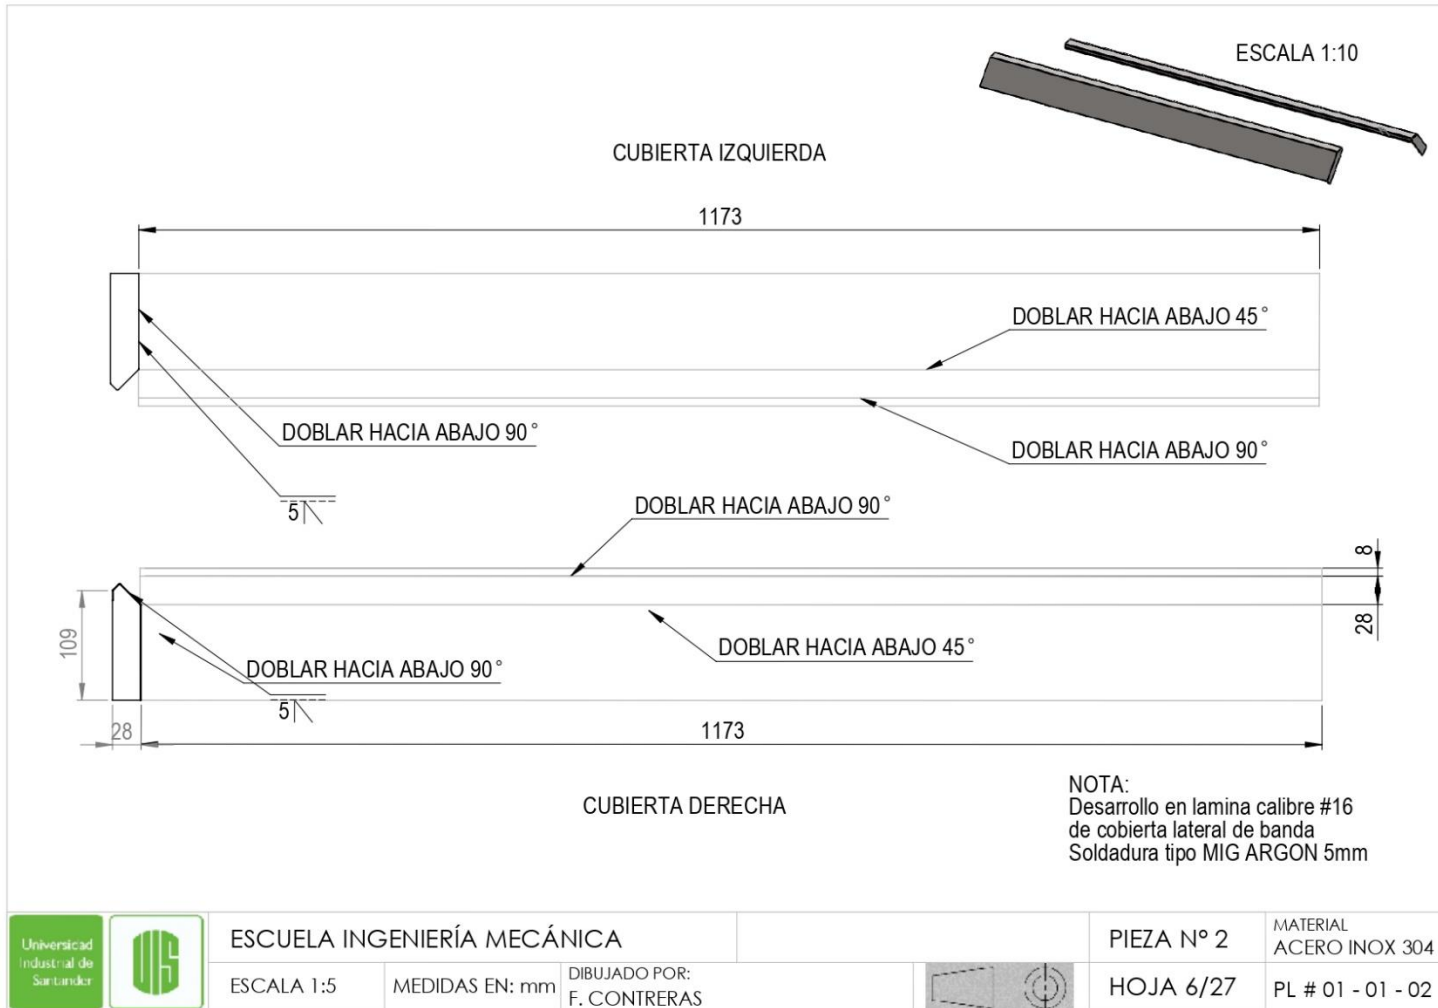 ESCALA 1:10
CUBIERTA IZQUIERDA
1173
DOBLAR HACIA ABAJO 45°
DOBLAR HACIA ABAJO 90°
DOBLAR HACIA ABAJO 90°
5
DOBLAR HACIA ABAJO 90°
8
28
109
DOBLAR HACIA ABAJO 45°
DOBLAR HACIA ABAJO 90°
5
28
1173
CUBIERTA DERECHA
NOTA:
Desarrollo en lamina calibre #16
de cobierta lateral de banda
Soldadura tipo MIG ARGON 5mm
Universidad
Industrial de
Santander
UIS
ESCUELA INGENIERÍA MECÁNICA
PIEZA N° 2
MATERIAL
ACERO INOX 304
ESCALA 1:5
MEDIDAS EN: mm
DIBUJADO POR:
F. CONTRERAS
HOJA 6/27
PL # 01 - 01 - 02